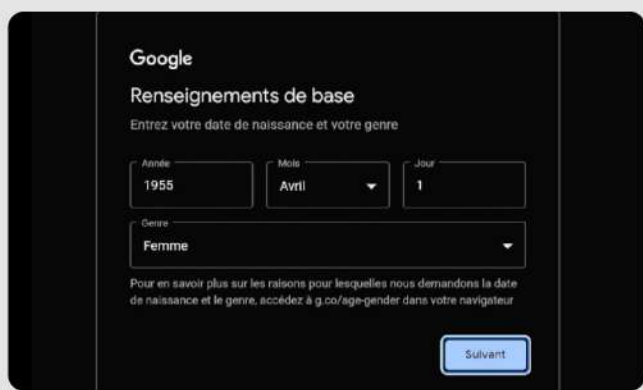 Google
Renseignements de base
Entrez votre date de naissance et votre genre
Année
Mois
Jour
1955
Avril
1
Genre
Femme
Pour en savoir plus sur les raisons pour lesquelles nous demandons la date
de naissance et le genre, accédez à g.co/age-gender dans votre navigateur
Suivant